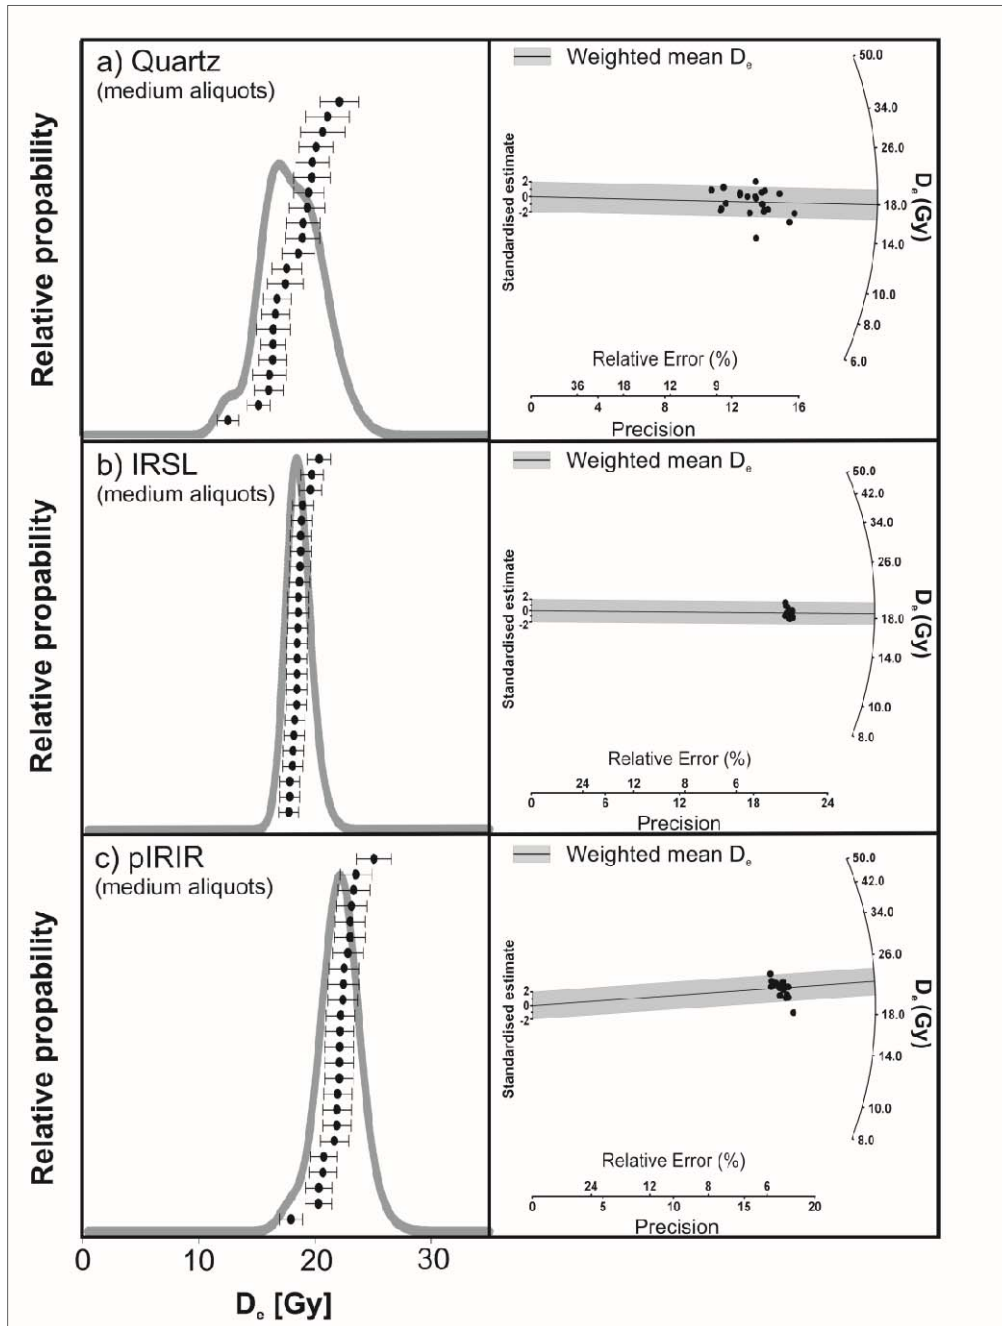 a) Quartz
(medium aliquots)
Relative propability
Weighted mean De
Standardised estimate
2
0
-2
50.0
34.0
26.0
18.0
14.0
10.0
8.0
6.0
De (Gy)
Relative Error (%)
36 18 12 9
0 4 8 12 16
Precision
b) IRSL
(medium aliquots)
Relative propability
Weighted mean De
Standardised estimate
2
0
-2
50.0
42.0
34.0
26.0
18.0
14.0
10.0
8.0
De (Gy)
Relative Error (%)
24 12 8 6
0 6 12 18 24
Precision
c) pIRIR
(medium aliquots)
Relative propability
Weighted mean De
Standardised estimate
2
0
-2
50.0
42.0
34.0
26.0
18.0
14.0
10.0
8.0
De (Gy)
Relative Error (%)
24 12 8 6
0 5 10 15 20
Precision
0 10 20 30
De [Gy]